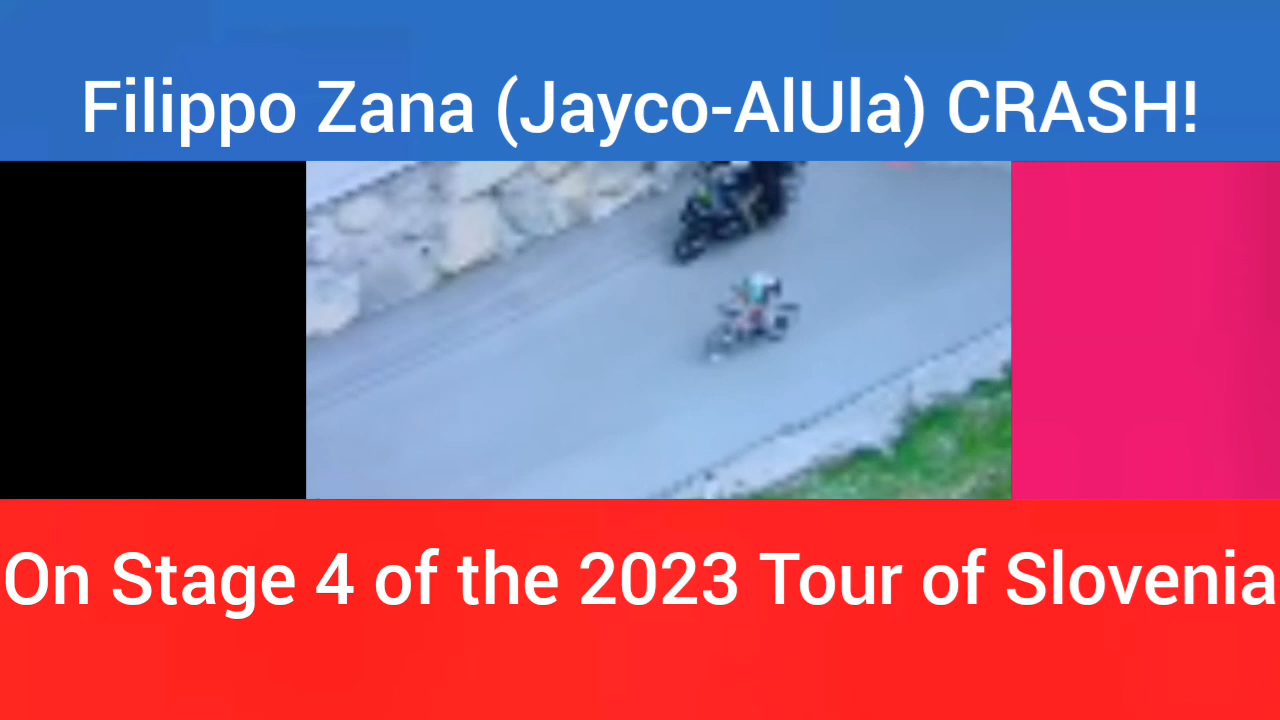 Filippo Zana (Jayco-AlUla) CRASH!
On Stage 4 of the 2023 Tour of Slovenia